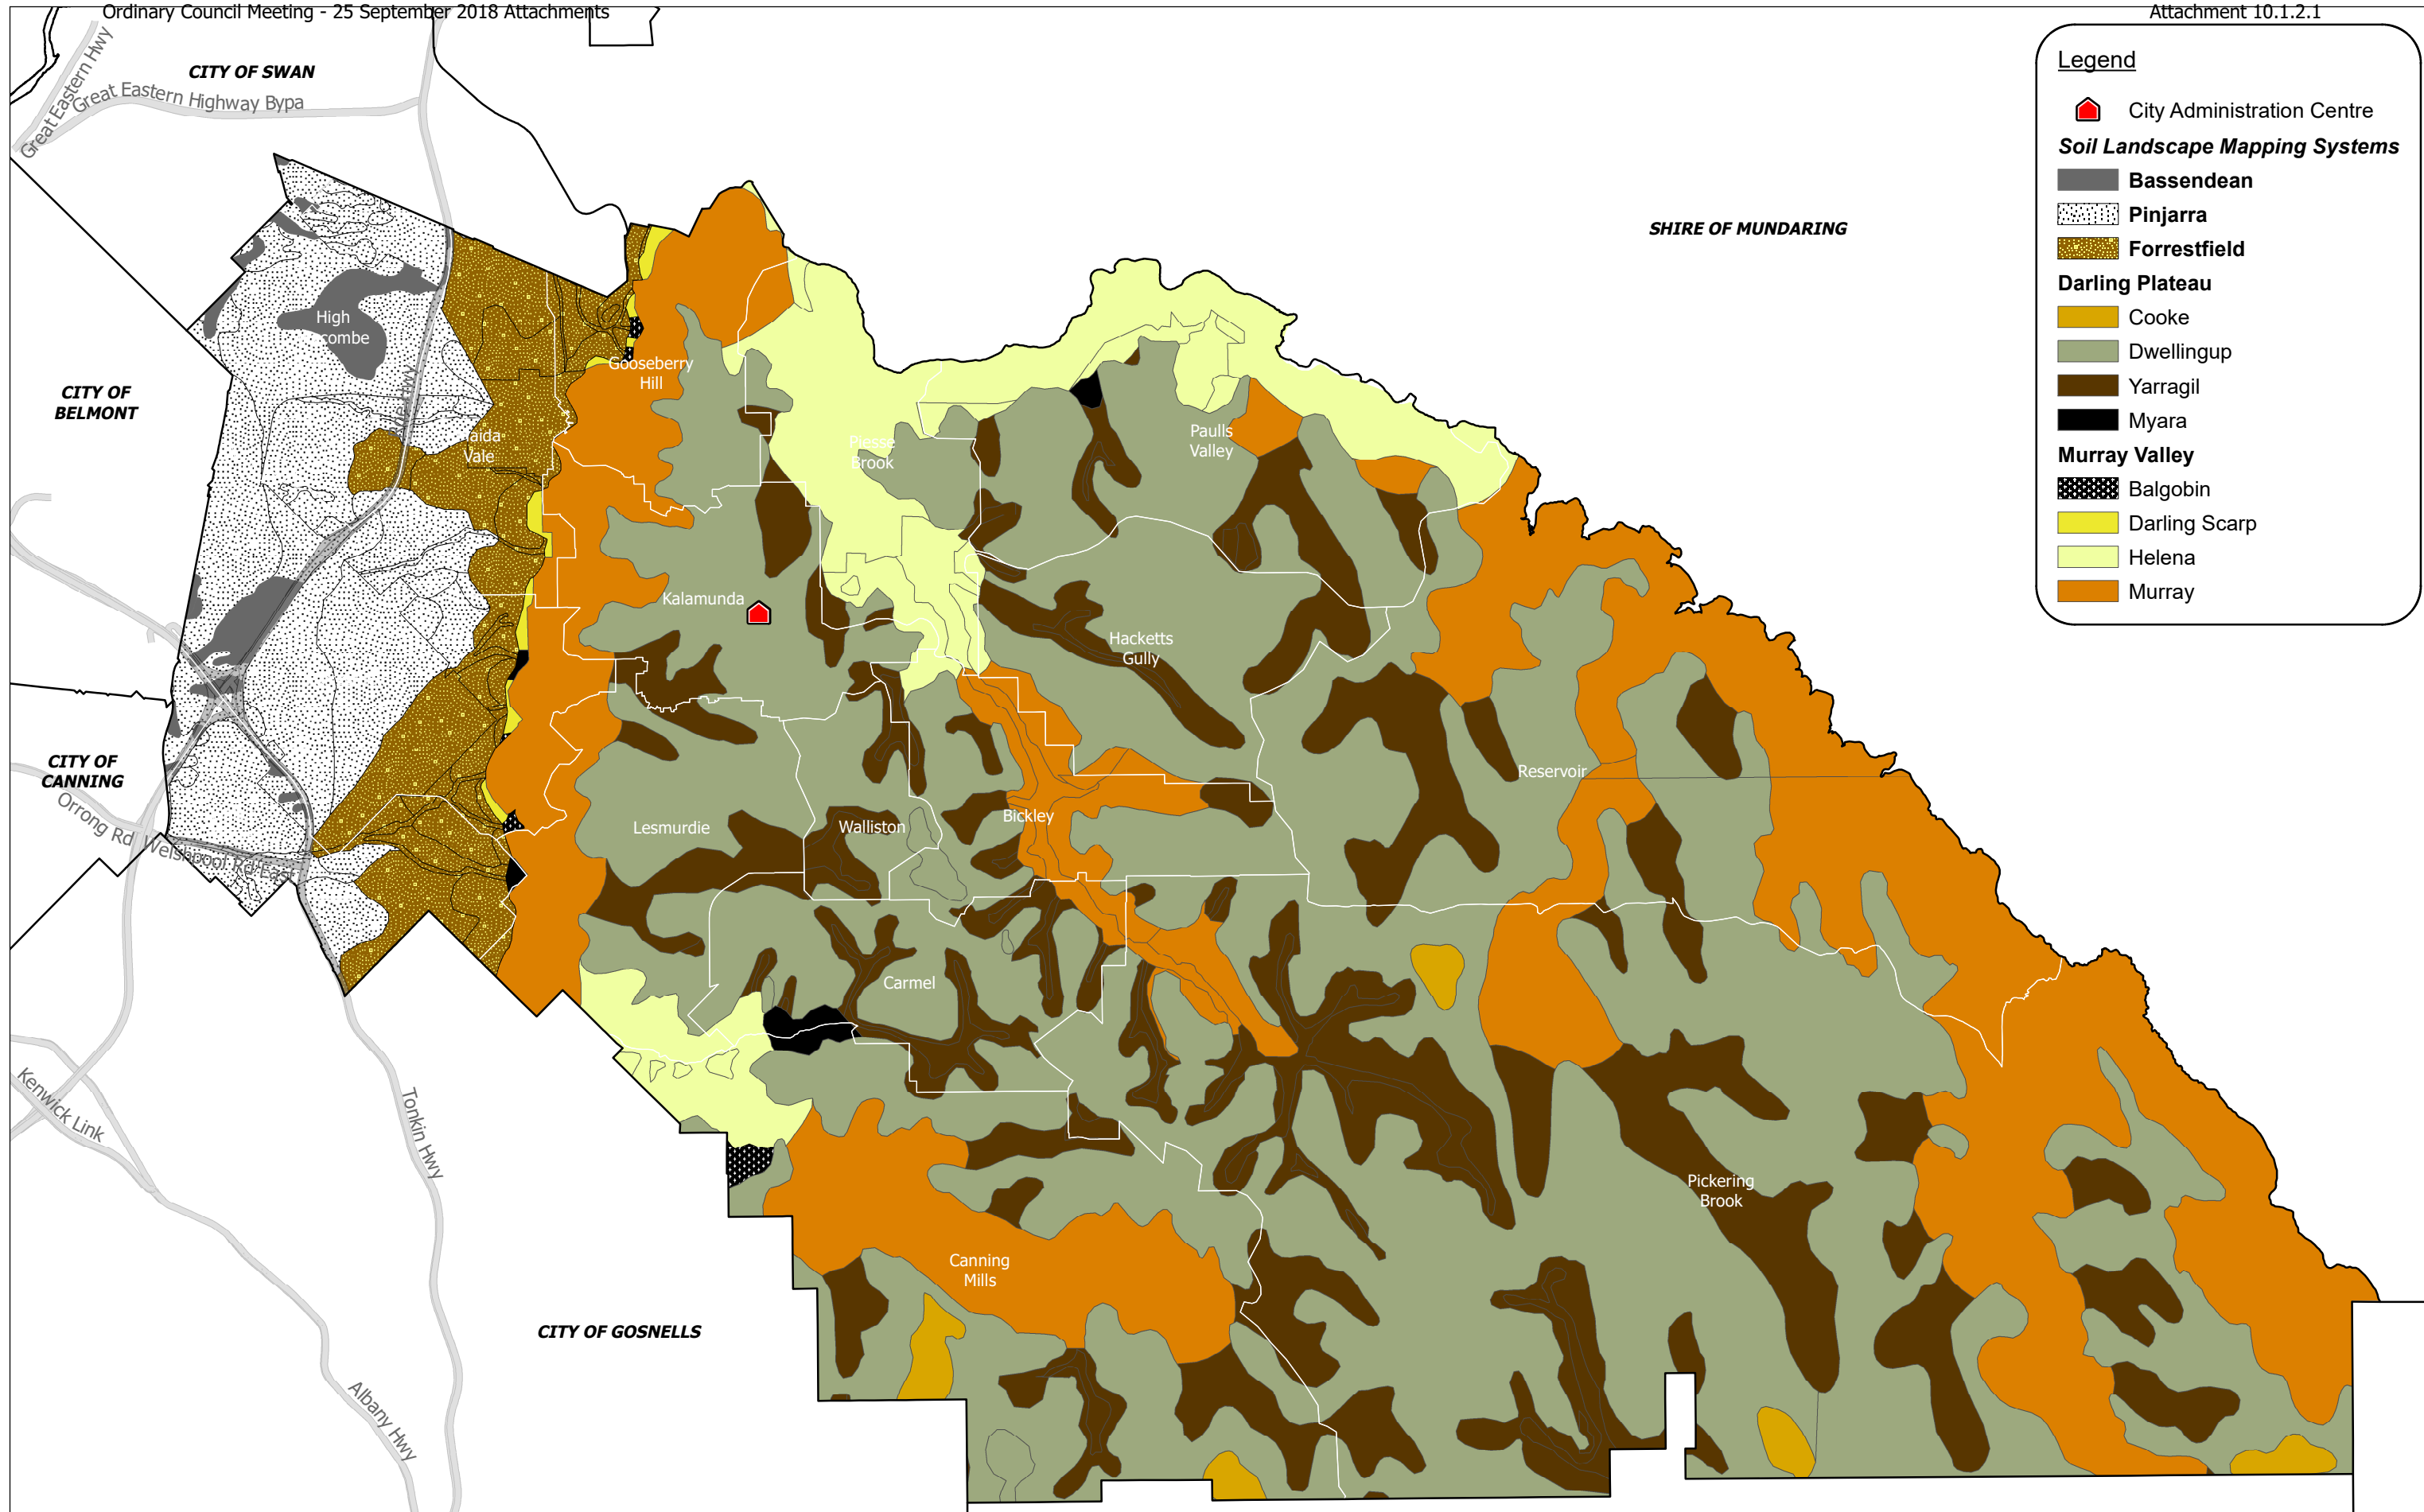 Ordinary Council Meeting - 25 September 2018 Attachments
Attachment 10.1.2.1
Legend
City Administration Centre
Soil Landscape Mapping Systems
Bassendean
Pinjarra
Forrestfield
Darling Plateau
Cooke
Dwellingup
Yarragil
Myara
Murray Valley
Balgobin
Darling Scarp
Helena
Murray
CITY OF SWAN
Great Eastern Hwy
Great Eastern Highway Bypa
SHIRE OF MUNDARING
High
CITY OF
BELMONT
Gooseberry
Hill
Vale
Piesse
Brook
Paulls
Valley
Kalamunda
Hacketts
Gully
CITY OF
CANNING
Orrong Rd
Welshpool Rd East
Lesmurdie
Walliston
Bickley
Reservoir
Carmel
Kenwick Link
Tonkin Hwy
Pickering
Brook
Canning
Mills
CITY OF GOSNELLS
Albany Hwy